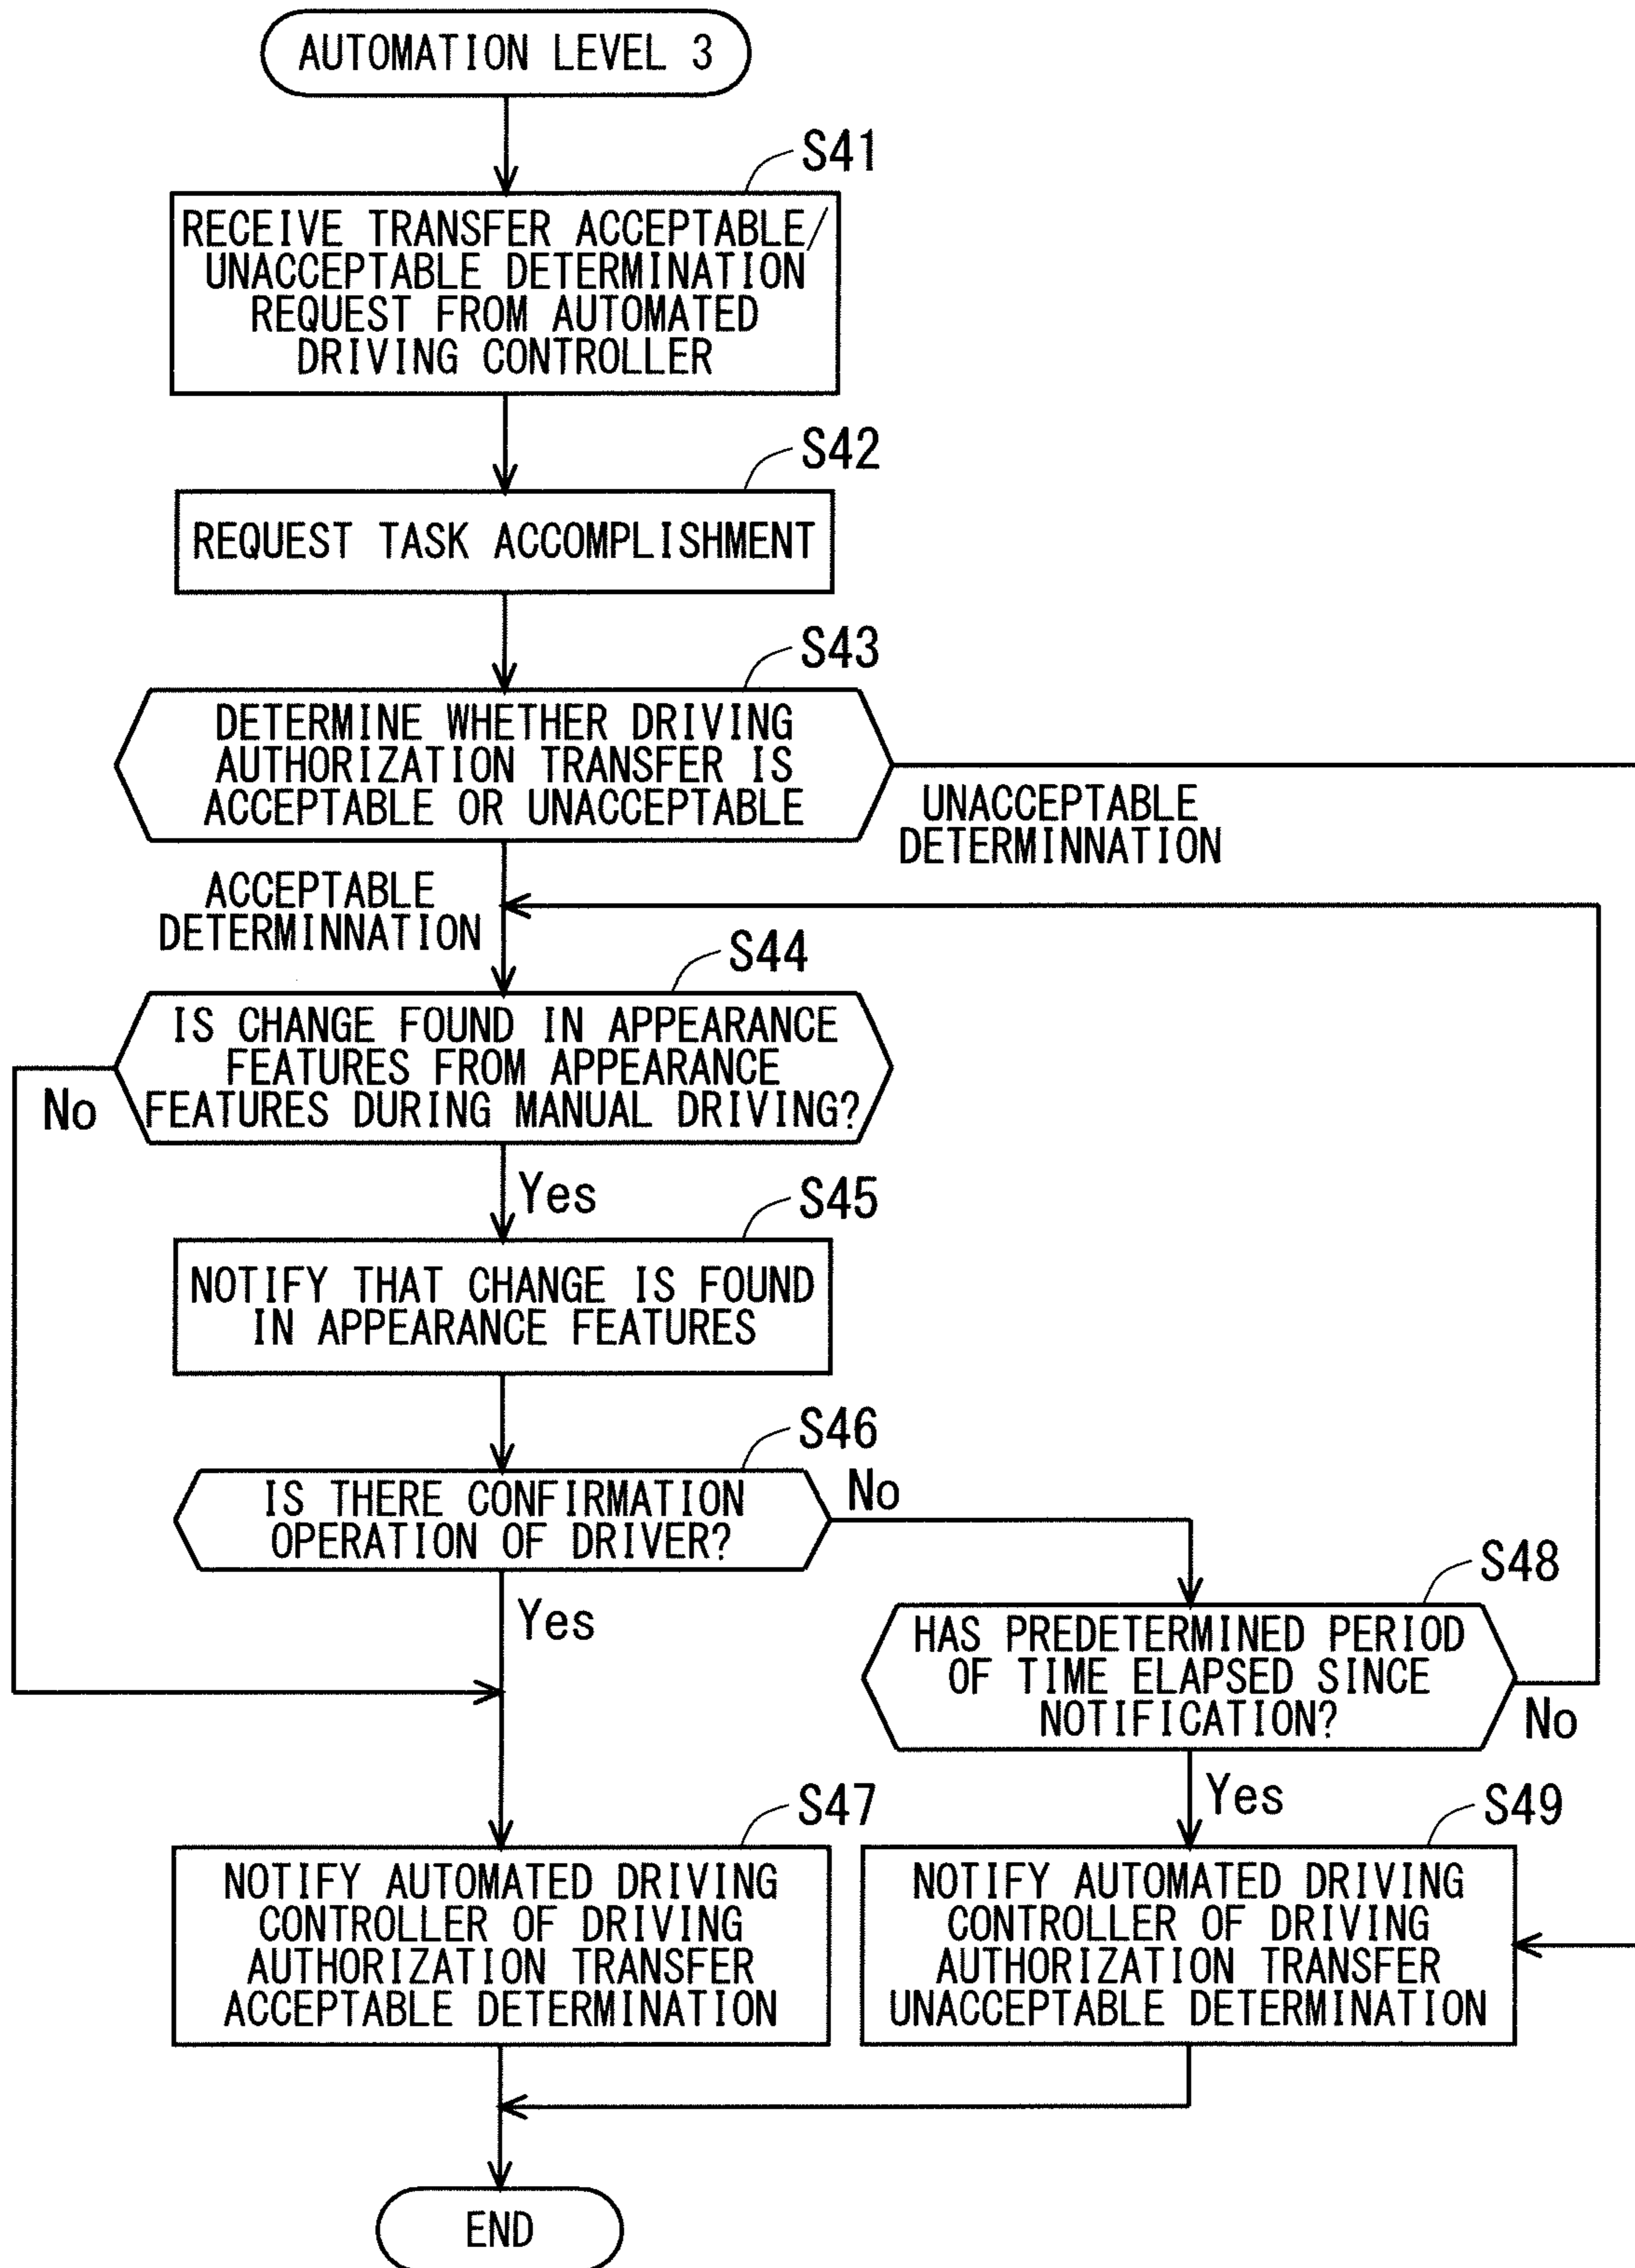 AUTOMATION LEVEL 3
S41
RECEIVE TRANSFER ACCEPTABLE/
UNACCEPTABLE DETERMINATION
REQUEST FROM AUTOMATED
DRIVING CONTROLLER
S42
REQUEST TASK ACCOMPLISHMENT
S43
DETERMINE WHETHER DRIVING
AUTHORIZATION TRANSFER IS
ACCEPTABLE OR UNACCEPTABLE
UNACCEPTABLE
DETERMINNATION
ACCEPTABLE
DETERMINNATION
S44
IS CHANGE FOUND IN APPEARANCE
FEATURES FROM APPEARANCE
FEATURES DURING MANUAL DRIVING?
No
Yes
S45
NOTIFY THAT CHANGE IS FOUND
IN APPEARANCE FEATURES
S46
IS THERE CONFIRMATION
OPERATION OF DRIVER?
No
Yes
S48
HAS PREDETERMINED PERIOD
OF TIME ELAPSED SINCE
NOTIFICATION?
No
Yes
S47
NOTIFY AUTOMATED DRIVING
CONTROLLER OF DRIVING
AUTHORIZATION TRANSFER
ACCEPTABLE DETERMINATION
S49
NOTIFY AUTOMATED DRIVING
CONTROLLER OF DRIVING
AUTHORIZATION TRANSFER
UNACCEPTABLE DETERMINATION
END